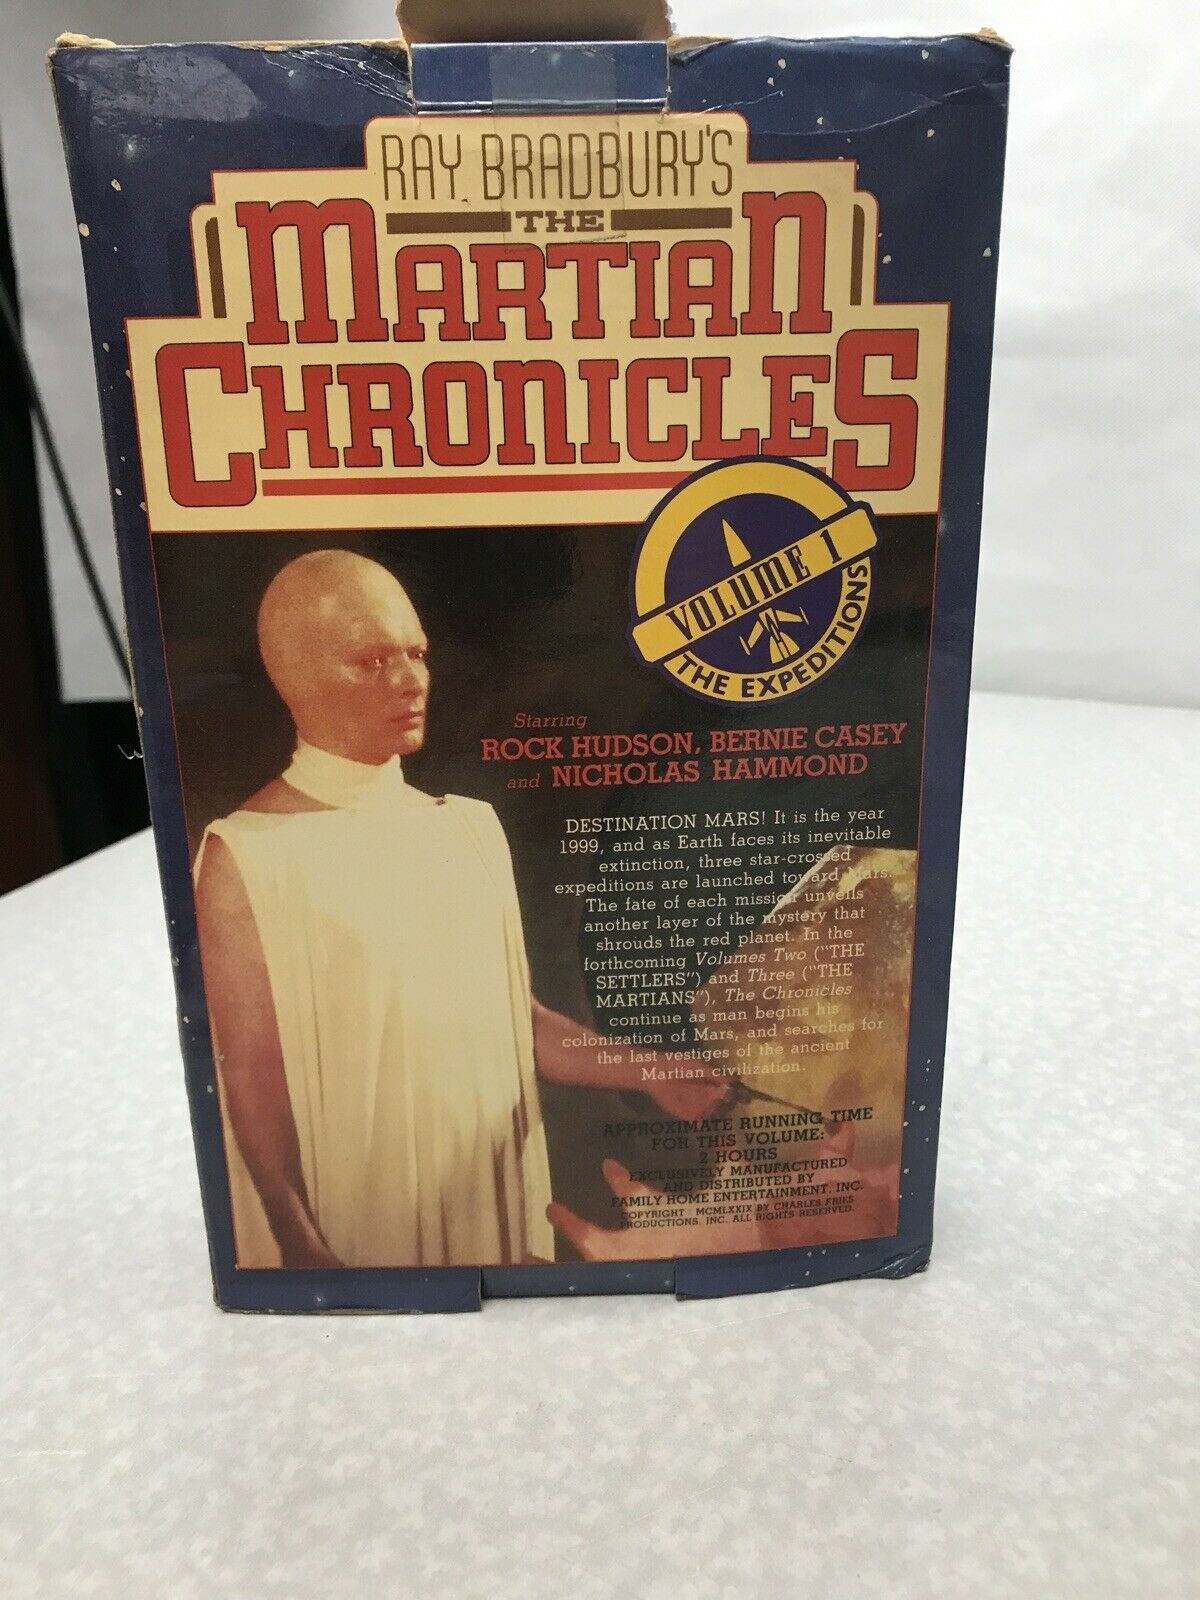 RAY BRADBURY'S
THE
MARTIAN
CHRONICLES
VOLUME 1
THE EXPEDITIONS
Starring
ROCK HUDSON, BERNIE CASEY
and NICHOLAS HAMMOND
DESTINATION MARS! It is the year
1999, and as Earth faces its inevitable
extinction, three star-crossed
expeditions are launched toward Mars.
The fate of each mission unveils
another layer of the mystery that
shrouds the red planet. In the
forthcoming Volumes Two ("THE
SETTLERS") and Three ("THE
MARTIANS"), The Chronicles
continue as man begins his
colonization of Mars, and searches for
the last vestiges of the ancient
Martian civilization.
APPROXIMATE RUNNING TIME
FOR THIS VOLUME:
2 HOURS
EXCLUSIVELY MANUFACTURED
AND DISTRIBUTED BY
FAMILY HOME ENTERTAINMENT, INC.
COPYRIGHT MCMLXXIX BY CHARLES FRIES
PRODUCTIONS, INC. ALL RIGHTS RESERVED.